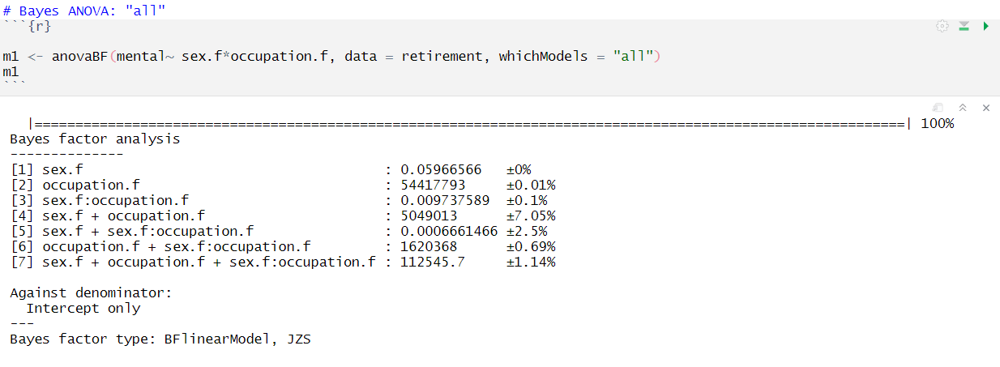 # Bayes ANOVA: "all"
```{r}
m1 <- anovaBF(mental~ sex.f*occupation.f, data = retirement, whichModels = "all")
m1
```
|==========================================================================================================| 100%
Bayes factor analysis
--------------
[1] sex.f                                     : 0.05966566   ±0%
[2] occupation.f                              : 54417793     ±0.01%
[3] sex.f:occupation.f                        : 0.009737589  ±0.1%
[4] sex.f + occupation.f                      : 5049013      ±7.05%
[5] sex.f + sex.f:occupation.f                : 0.0006661466 ±2.5%
[6] occupation.f + sex.f:occupation.f         : 1620368      ±0.69%
[7] sex.f + occupation.f + sex.f:occupation.f : 112545.7     ±1.14%
Against denominator:
  Intercept only
---
Bayes factor type: BFlinearModel, JZS